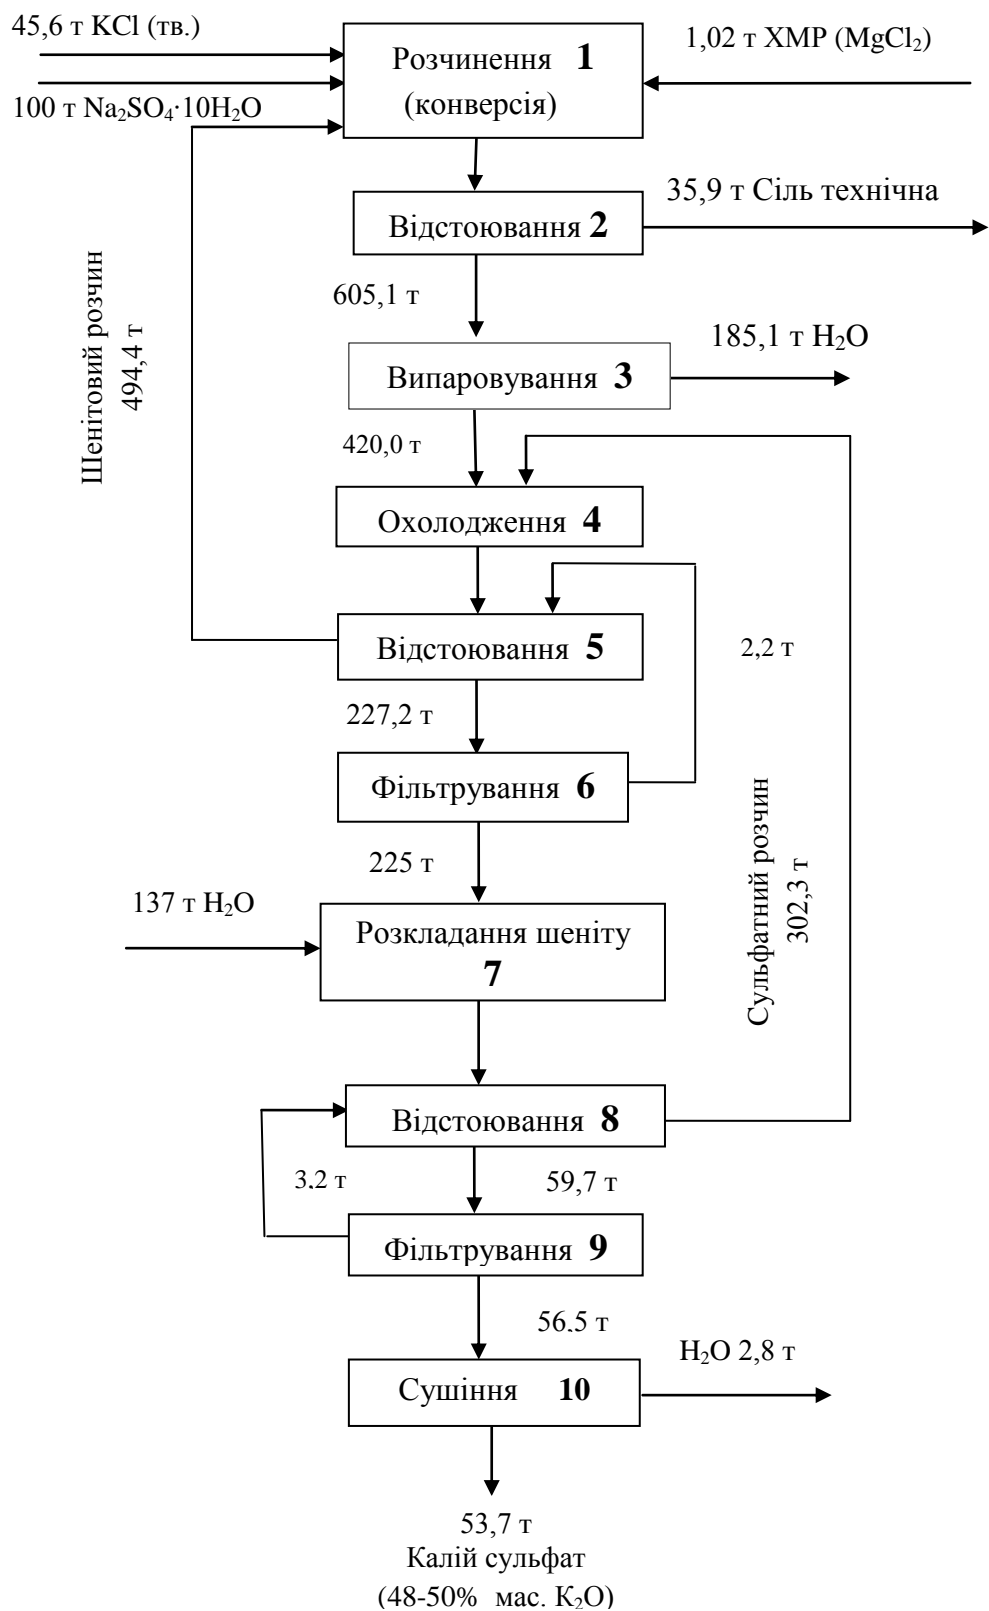 45,6 т KCl (тв.)
Розчинення 1
(конверсія)
1,02 т ХМР (MgCl₂)
100 т Na₂SO₄·10H₂O
35,9 т Сіль технічна
Відстоювання 2
Шенітовий розчин
494,4 т
605,1 т
185,1 т H₂O
Випаровування 3
420,0 т
Охолодження 4
Відстоювання 5
2,2 т
227,2 т
Фільтрування 6
Сульфатний розчин
302,3 т
225 т
137 т H₂O
Розкладання шеніту
7
Відстоювання 8
3,2 т
59,7 т
Фільтрування 9
56,5 т
H₂O 2,8 т
Сушіння 10
53,7 т
Калій сульфат
(48-50% мас. K₂O)